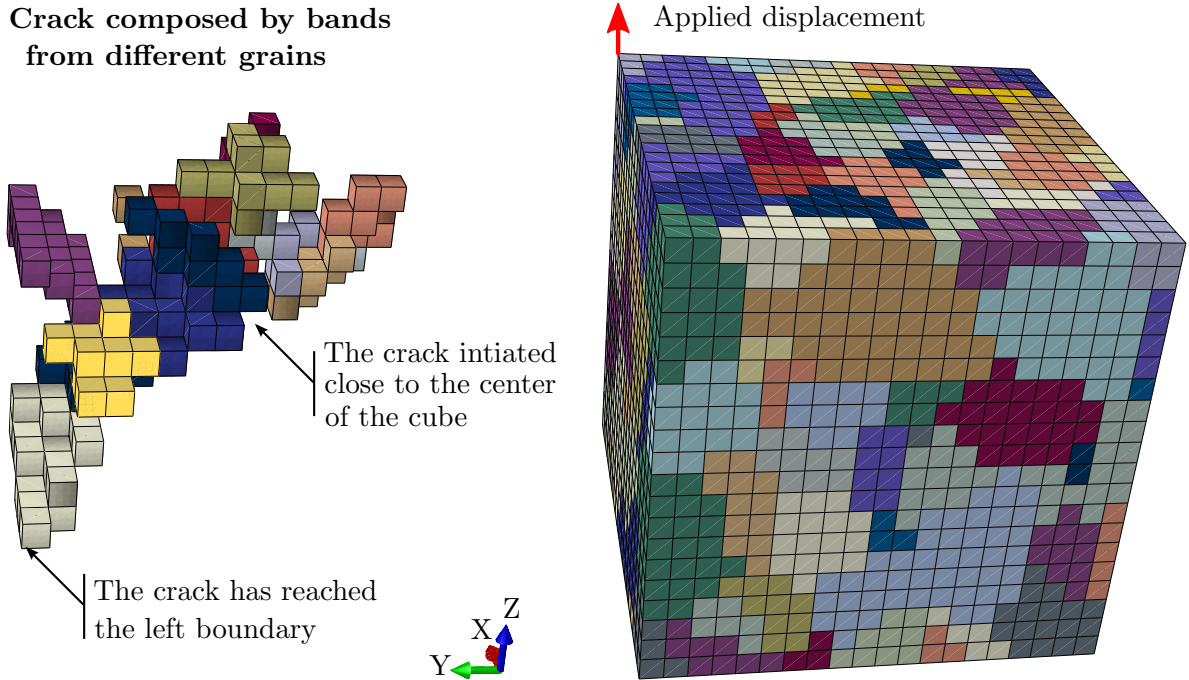 Crack composed by bands
from different grains
Applied displacement
The crack intiated
close to the center
of the cube
The crack has reached
the left boundary
X
Y
Z